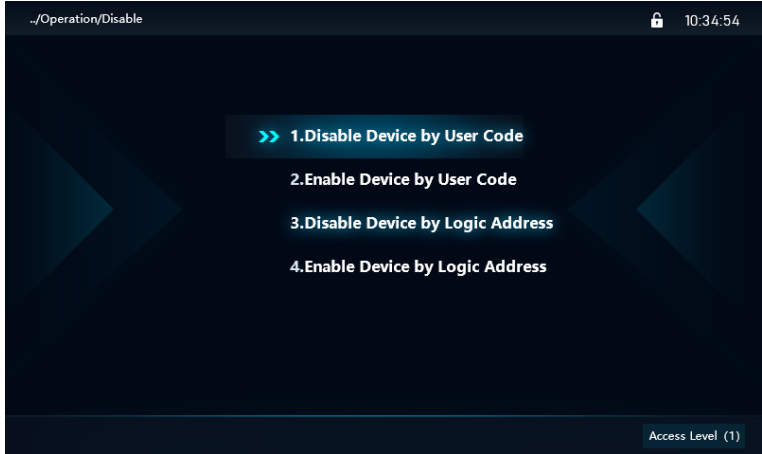 ../Operation/Disable
10:34:54
1.Disable Device by User Code
2.Enable Device by User Code
3.Disable Device by Logic Address
4.Enable Device by Logic Address
Access Level (1)